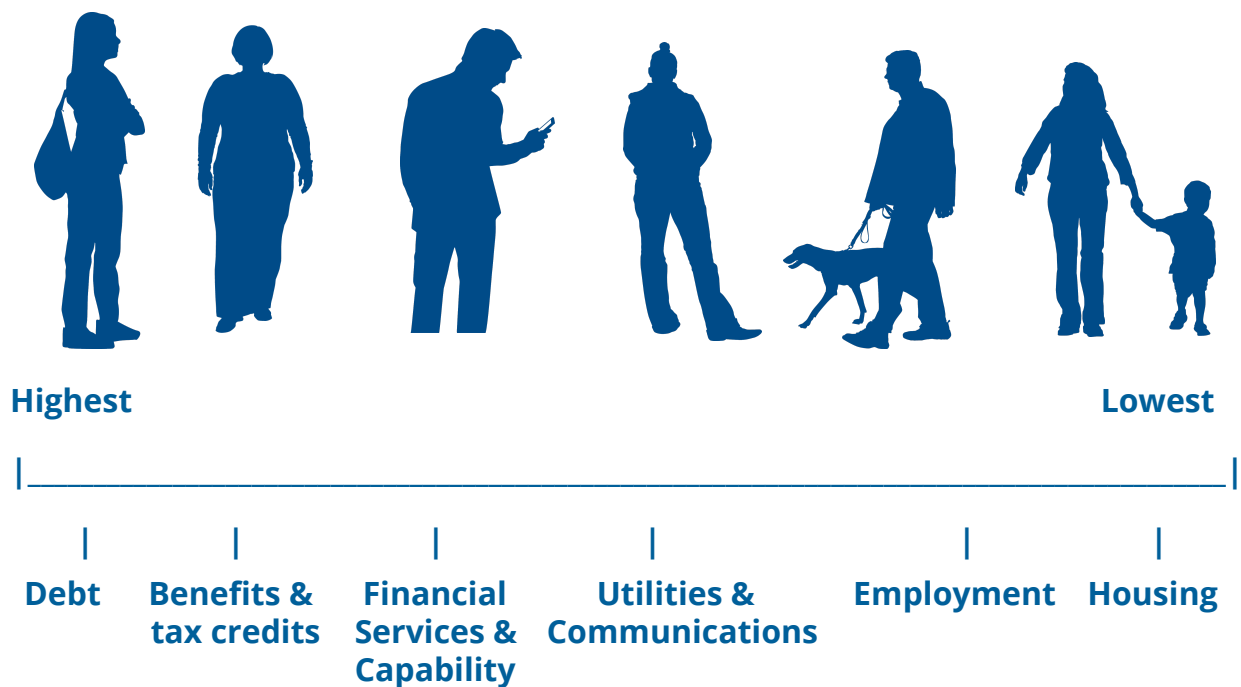 Highest Lowest
Debt Benefits & Financial Utilities & Employment Housing
tax credits Services & Communications
Capability